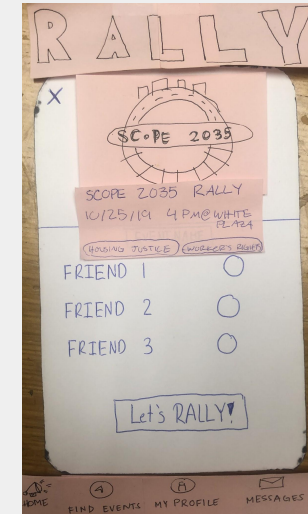 RALLY
X
SCOPE 2035
SCOPE 2035 RALLY
10/25/19 4 PM@WHITE
PLAZA
HOUSING JUSTICE WORKERS RIGHTS
FRIEND 1
FRIEND 2
FRIEND 3
Let's RALLY!
HOME FIND EVENTS MY PROFILE MESSAGES